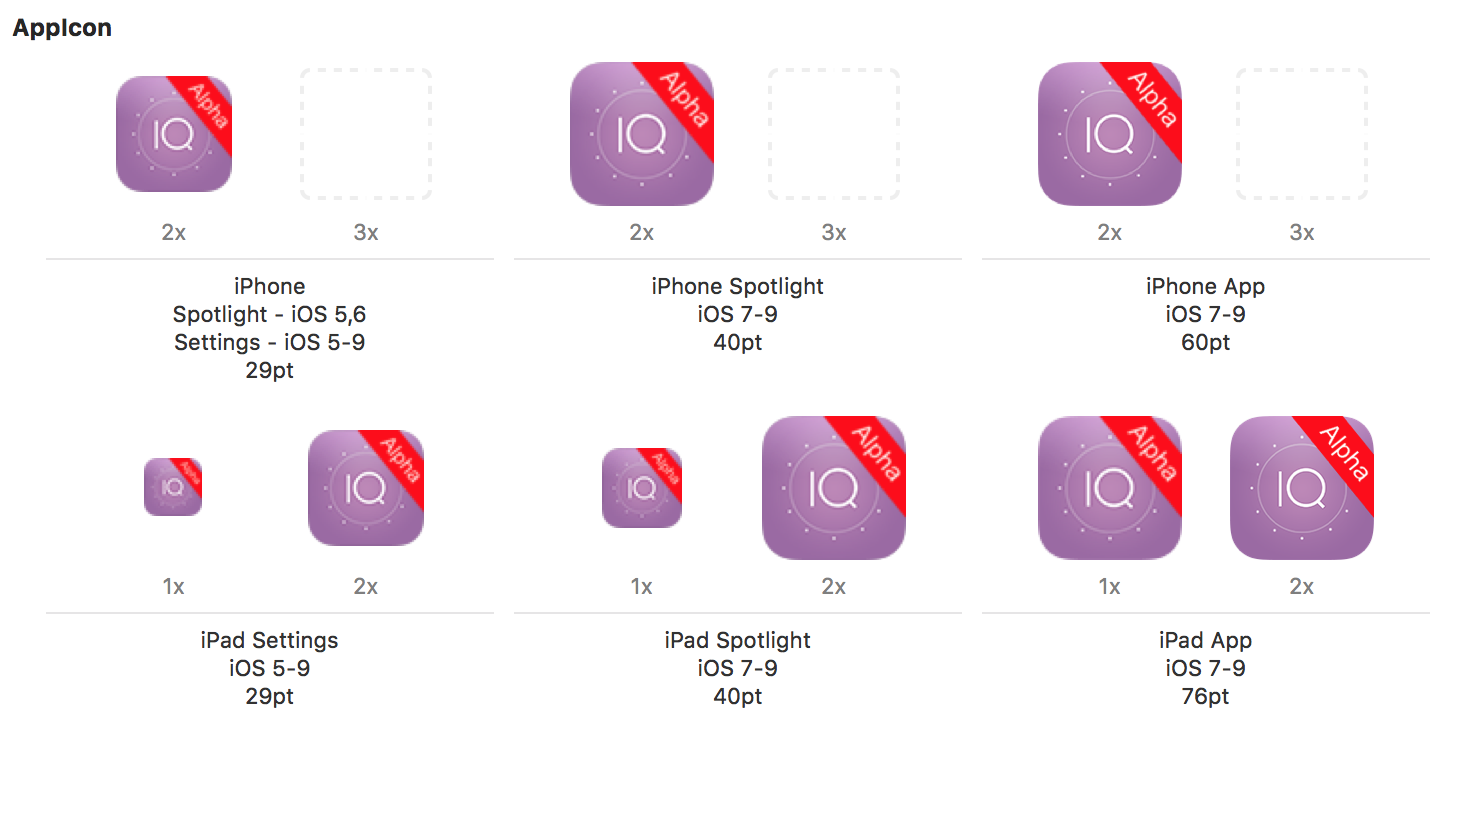 AppIcon
IQ Alpha
IQ Alpha
IQ Alpha
2x 3x 2x 3x 2x 3x
iPhone
Spotlight - iOS 5,6
Settings - iOS 5-9
29pt
iPhone Spotlight
iOS 7-9
40pt
iPhone App
iOS 7-9
60pt
IQ Alpha
IQ Alpha
IQ Alpha
IQ Alpha
IQ Alpha
IQ Alpha
1x 2x 1x 2x 1x 2x
iPad Settings
iOS 5-9
29pt
iPad Spotlight
iOS 7-9
40pt
iPad App
iOS 7-9
76pt